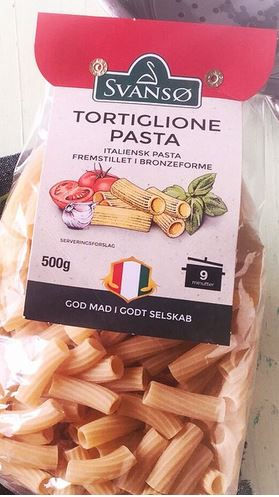 SVANSØ
TORTIGLIONE
PASTA
ITALIENSK PASTA
FREMSTILLET I BRONZEFORME
SERVERINGSFORSLAG
500g
9
minutter
GOD MAD I GODT SELSKAB